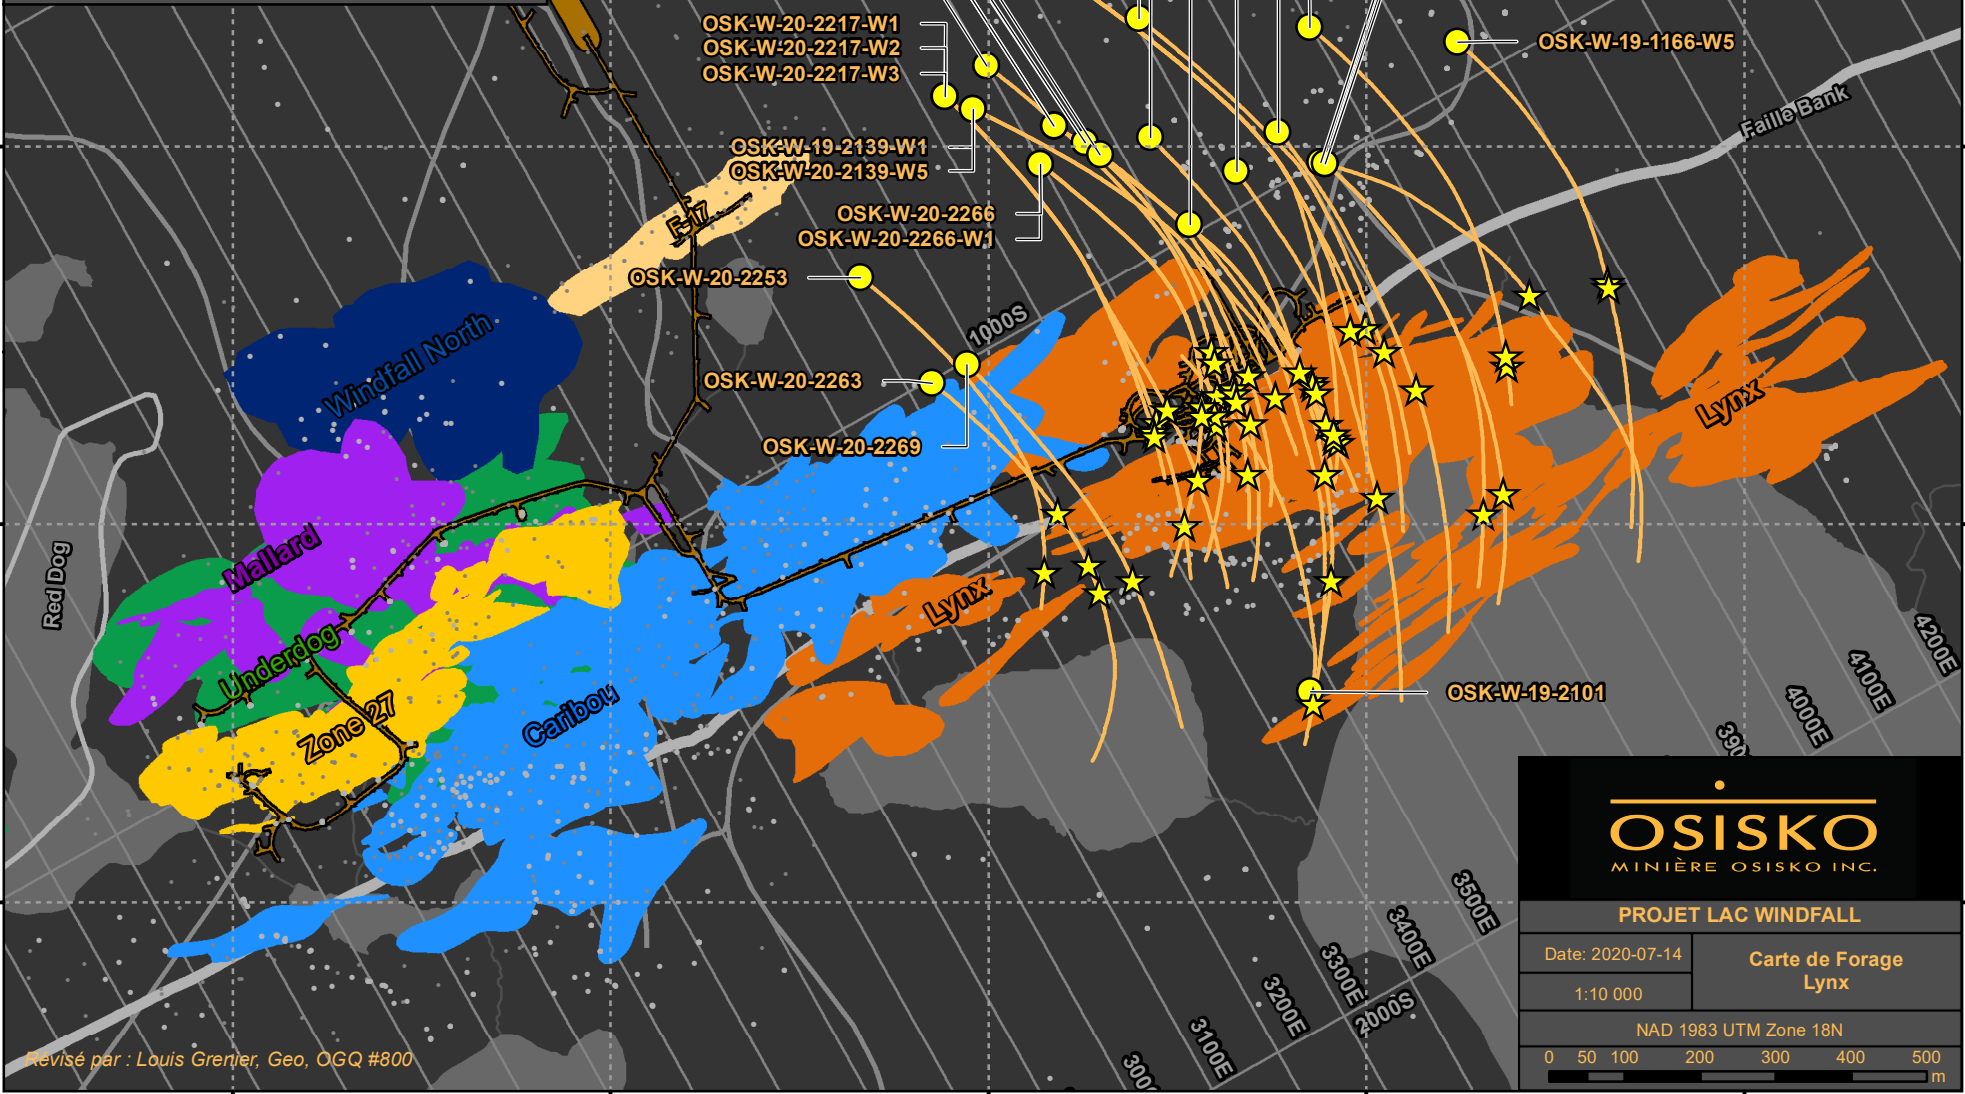 OSK-W-20-2217-W1
OSK-W-20-2217-W2
OSK-W-20-2217-W3
OSK-W-19-1166-W5
Faille Bank
OSK-W-19-2139-W1
OSK-W-20-2139-W5
F-17
OSK-W-20-2266
OSK-W-20-2266-W1
OSK-W-20-2253
1000S
Windfall North
OSK-W-20-2263
Lynx
OSK-W-20-2269
Mallard
Red Dog
Lynx
Underdog
Zone 27
Caribou
OSK-W-19-2101
4200E
4100E
4000E
3500E
3400E
3300E
3200E
2000S
3100E
OSISKO
MINIÈRE OSISKO INC.
PROJET LAC WINDFALL
Date: 2020-07-14
1:10 000
Carte de Forage
Lynx
NAD 1983 UTM Zone 18N
0 50 100 200 300 400 500
m
Révisé par : Louis Grenier, Geo, OGQ #800